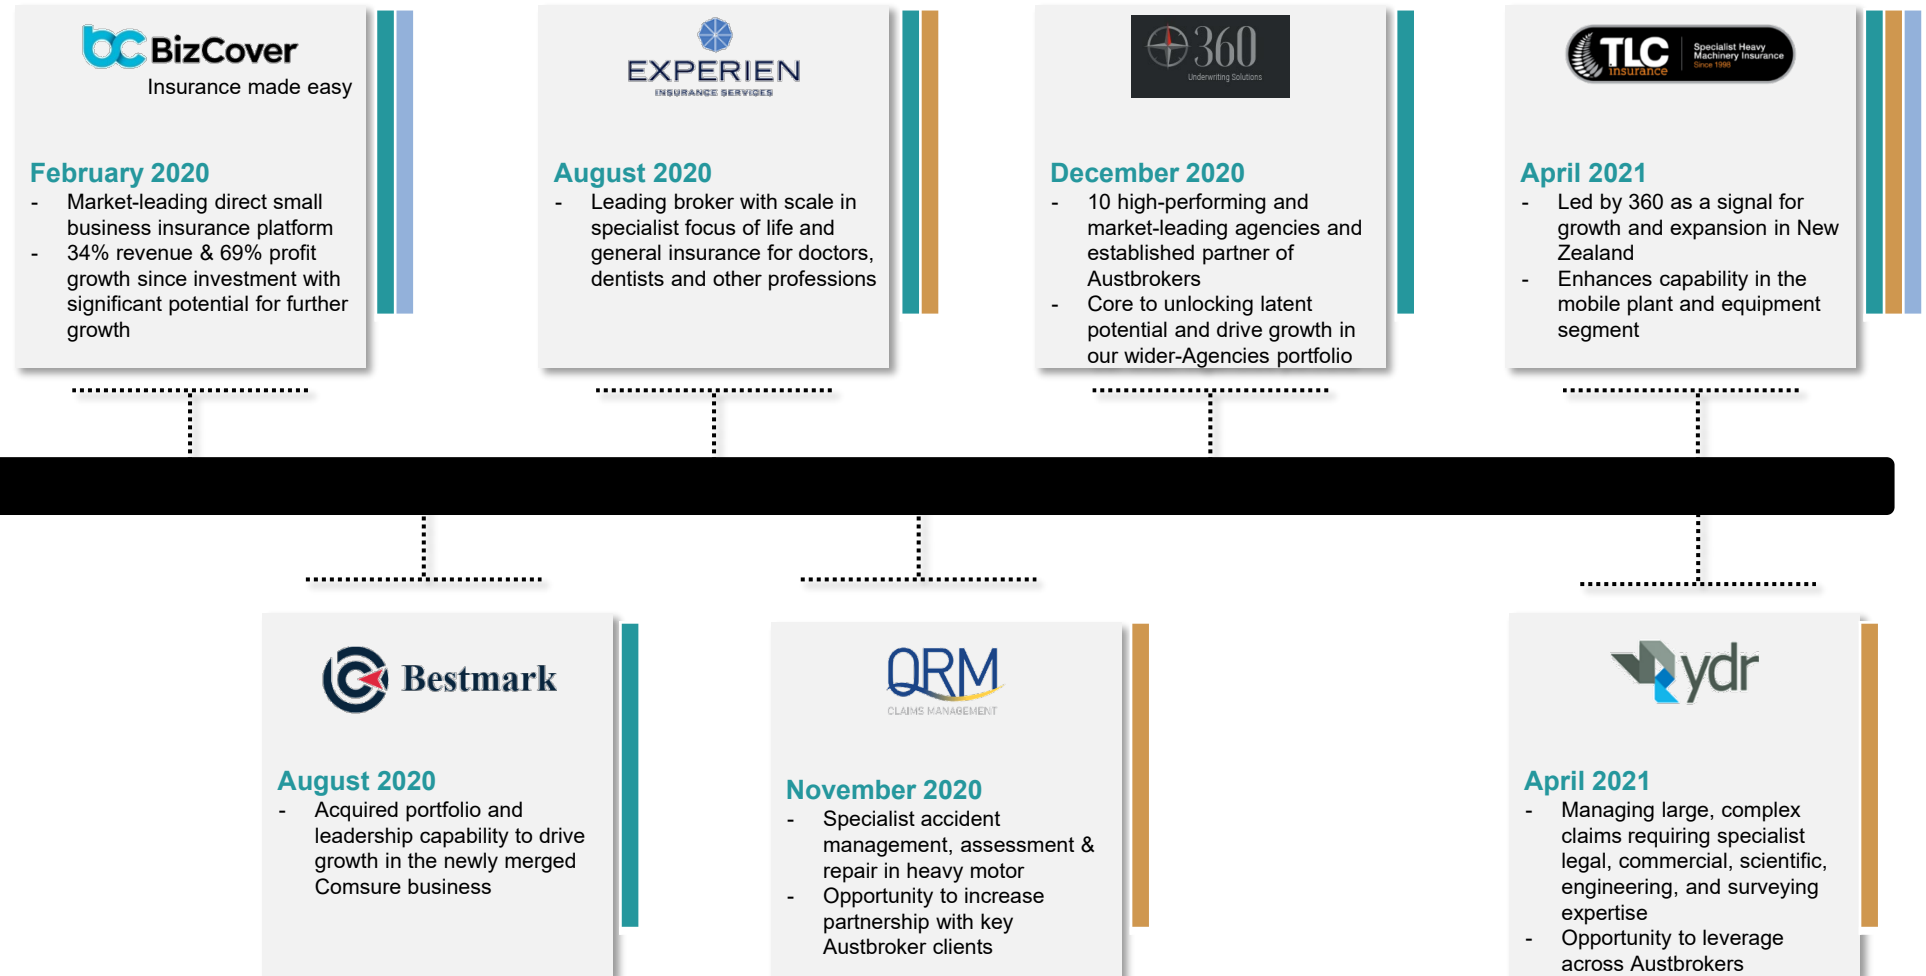 bc BizCover
Insurance made easy
February 2020
- Market-leading direct small
business insurance platform
- 34% revenue & 69% profit
growth since investment with
significant potential for further
growth
EXPERIEN
INSURANCE SERVICES
August 2020
- Leading broker with scale in
specialist focus of life and
general insurance for doctors,
dentists and other professions
360
Underwriting Solutions
December 2020
- 10 high-performing and
market-leading agencies and
established partner of
Austbrokers
- Core to unlocking latent
potential and drive growth in
our wider-Agencies portfolio
TLC
insurance
Specialist Heavy
Machinery Insurance
Since 1998
April 2021
- Led by 360 as a signal for
growth and expansion in New
Zealand
- Enhances capability in the
mobile plant and equipment
segment
Bestmark
August 2020
- Acquired portfolio and
leadership capability to drive
growth in the newly merged
Comsure business
QRM
CLAIMS MANAGEMENT
November 2020
- Specialist accident
management, assessment &
repair in heavy motor
- Opportunity to increase
partnership with key
Austbroker clients
ydr
April 2021
- Managing large, complex
claims requiring specialist
legal, commercial, scientific,
engineering, and surveying
expertise
- Opportunity to leverage
across Austbrokers